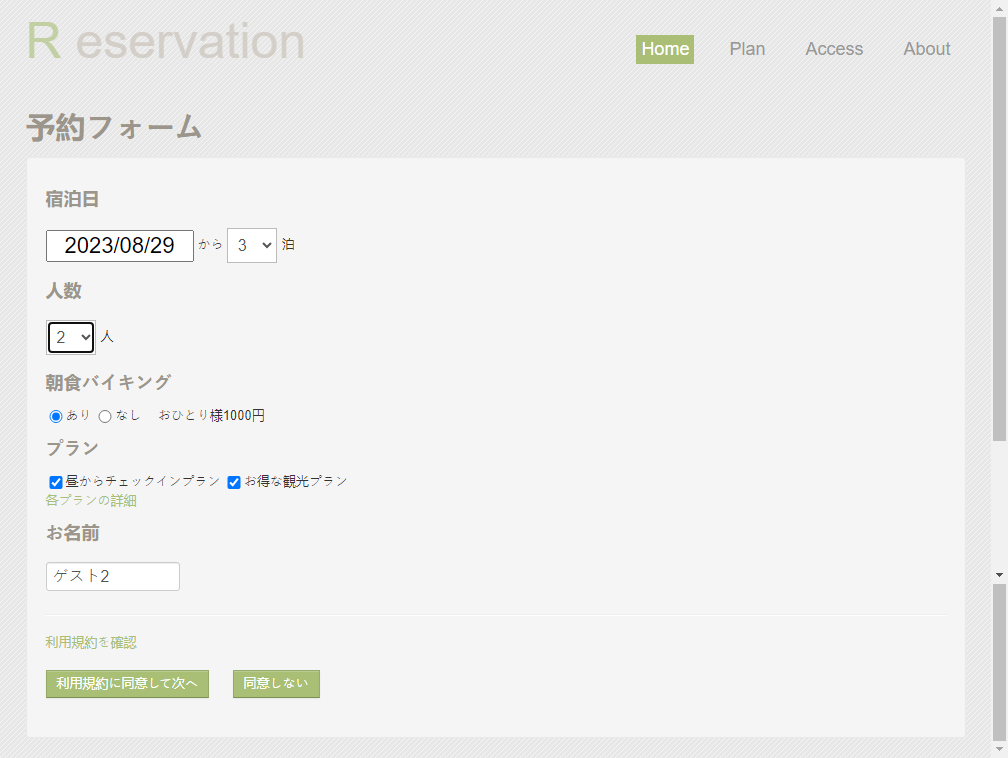 R eservation
Home Plan Access About
予約フォーム
宿泊日
2023/08/29 から 3 泊
人数
2 人
朝食バイキング
あり なし おひとり様1000円
プラン
昼からチェックインプラン お得な観光プラン
各プランの詳細
お名前
ゲスト2
利用規約を確認
利用規約に同意して次へ 同意しない